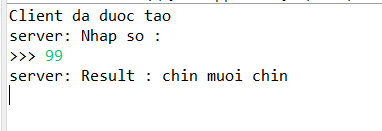 Client da duoc tao
server: Nhap so :
>>> 99
server: Result : chin muoi chin